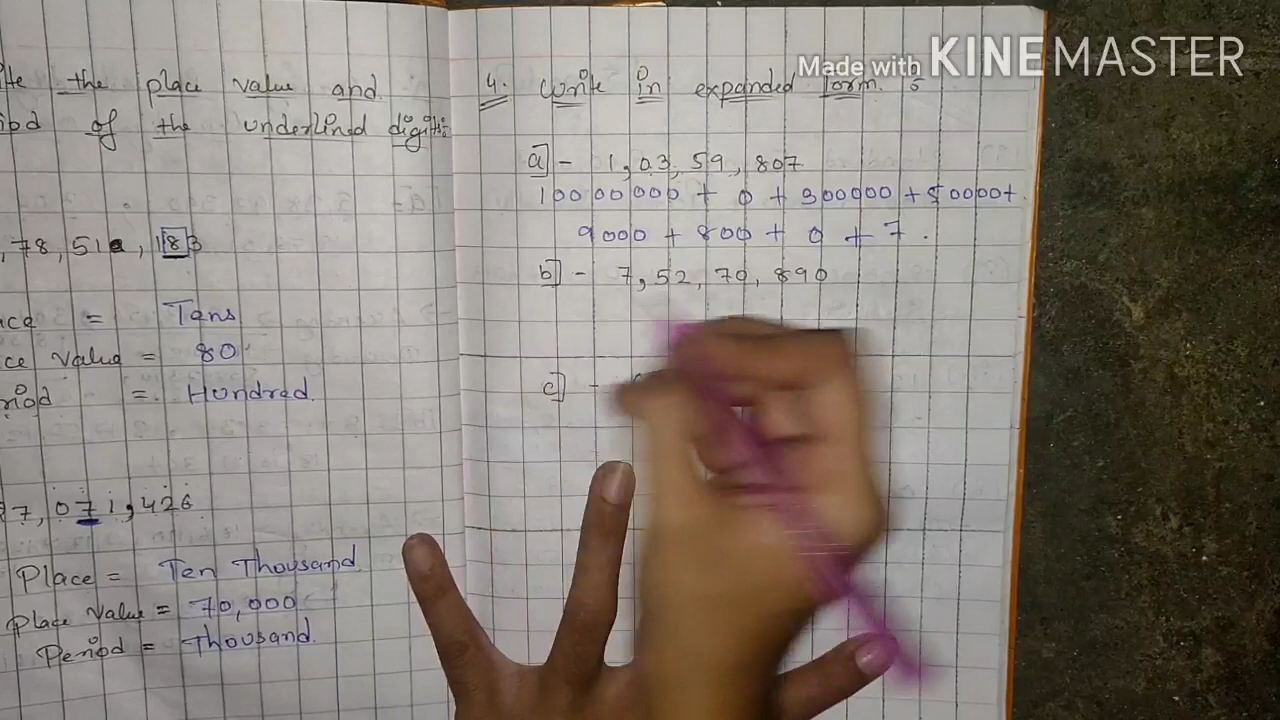 Made with KINEMASTER
the place value and
of the underlined digits:
,78,51,183
= Tens
Value = 80
= Hundred.
7,071,426
Place = Ten Thousand
Place Value = 70,000
Period = Thousand.
4. write in expanded form. :
a] - 1,03,59,807
10000000 + 0 + 300000 + 50000+
9000 + 800 + 0 + 7.
b] - 7,52,70,890
c] -